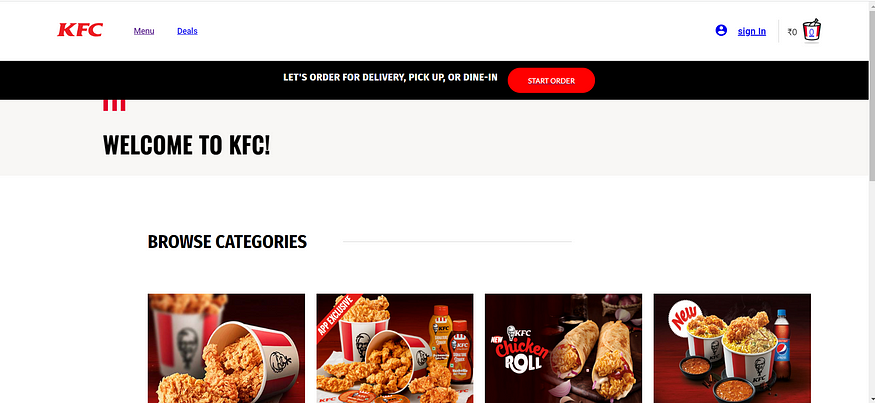 KFC
Menu
Deals
sign In
₹0
0
LET'S ORDER FOR DELIVERY, PICK UP, OR DINE-IN
START ORDER
WELCOME TO KFC!
BROWSE CATEGORIES
APP EXCLUSIVE
KFC
NEW
Chicken
ROLL
New
KFC